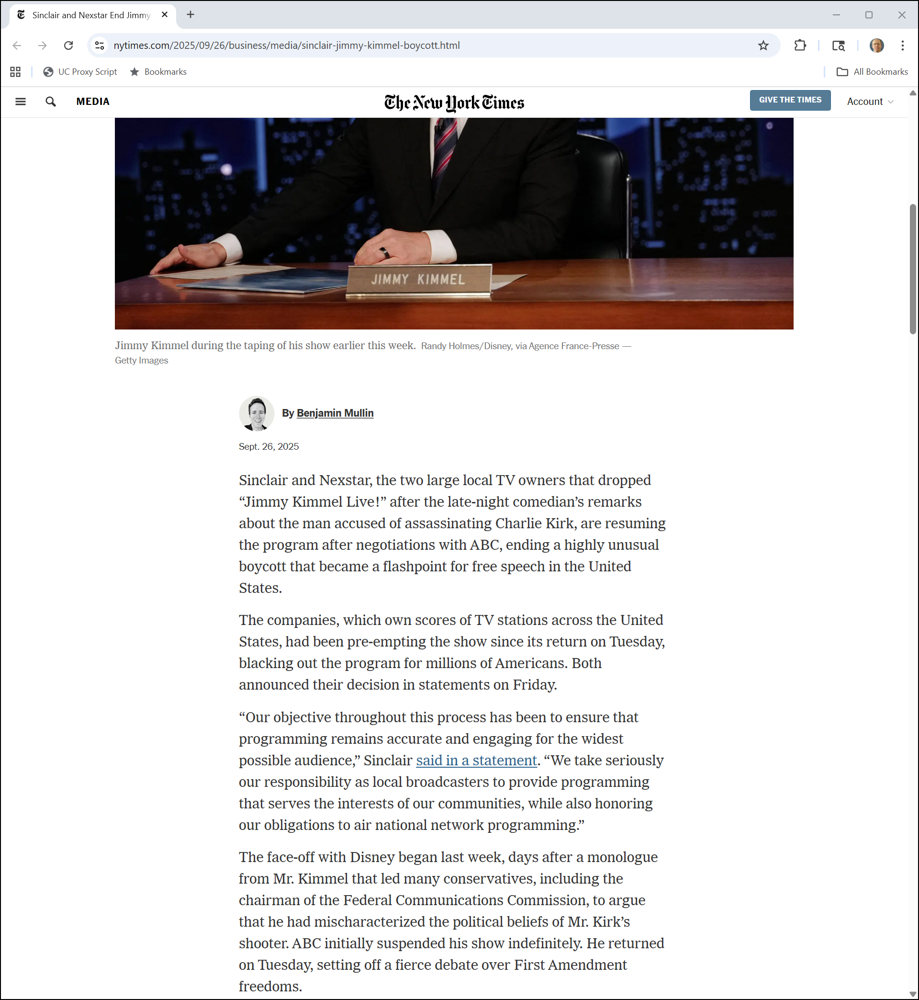 Sinclair and Nexstar End Jimmy
nytimes.com/2025/09/26/business/media/sinclair-jimmy-kimmel-boycott.html
UC Proxy Script
Bookmarks
All Bookmarks
MEDIA
The New York Times
GIVE THE TIMES
Account
JIMMY KIMMEL
Jimmy Kimmel during the taping of his show earlier this week. Randy Holmes/Disney, via Agence France-Presse —
Getty Images
By Benjamin Mullin
Sept. 26, 2025
Sinclair and Nexstar, the two large local TV owners that dropped
“Jimmy Kimmel Live!” after the late-night comedian’s remarks
about the man accused of assassinating Charlie Kirk, are resuming
the program after negotiations with ABC, ending a highly unusual
boycott that became a flashpoint for free speech in the United
States.
The companies, which own scores of TV stations across the United
States, had been pre-empting the show since its return on Tuesday,
blacking out the program for millions of Americans. Both
announced their decision in statements on Friday.
“Our objective throughout this process has been to ensure that
programming remains accurate and engaging for the widest
possible audience,” Sinclair said in a statement. “We take seriously
our responsibility as local broadcasters to provide programming
that serves the interests of our communities, while also honoring
our obligations to air national network programming.”
The face-off with Disney began last week, days after a monologue
from Mr. Kimmel that led many conservatives, including the
chairman of the Federal Communications Commission, to argue
that he had mischaracterized the political beliefs of Mr. Kirk’s
shooter. ABC initially suspended his show indefinitely. He returned
on Tuesday, setting off a fierce debate over First Amendment
freedoms.